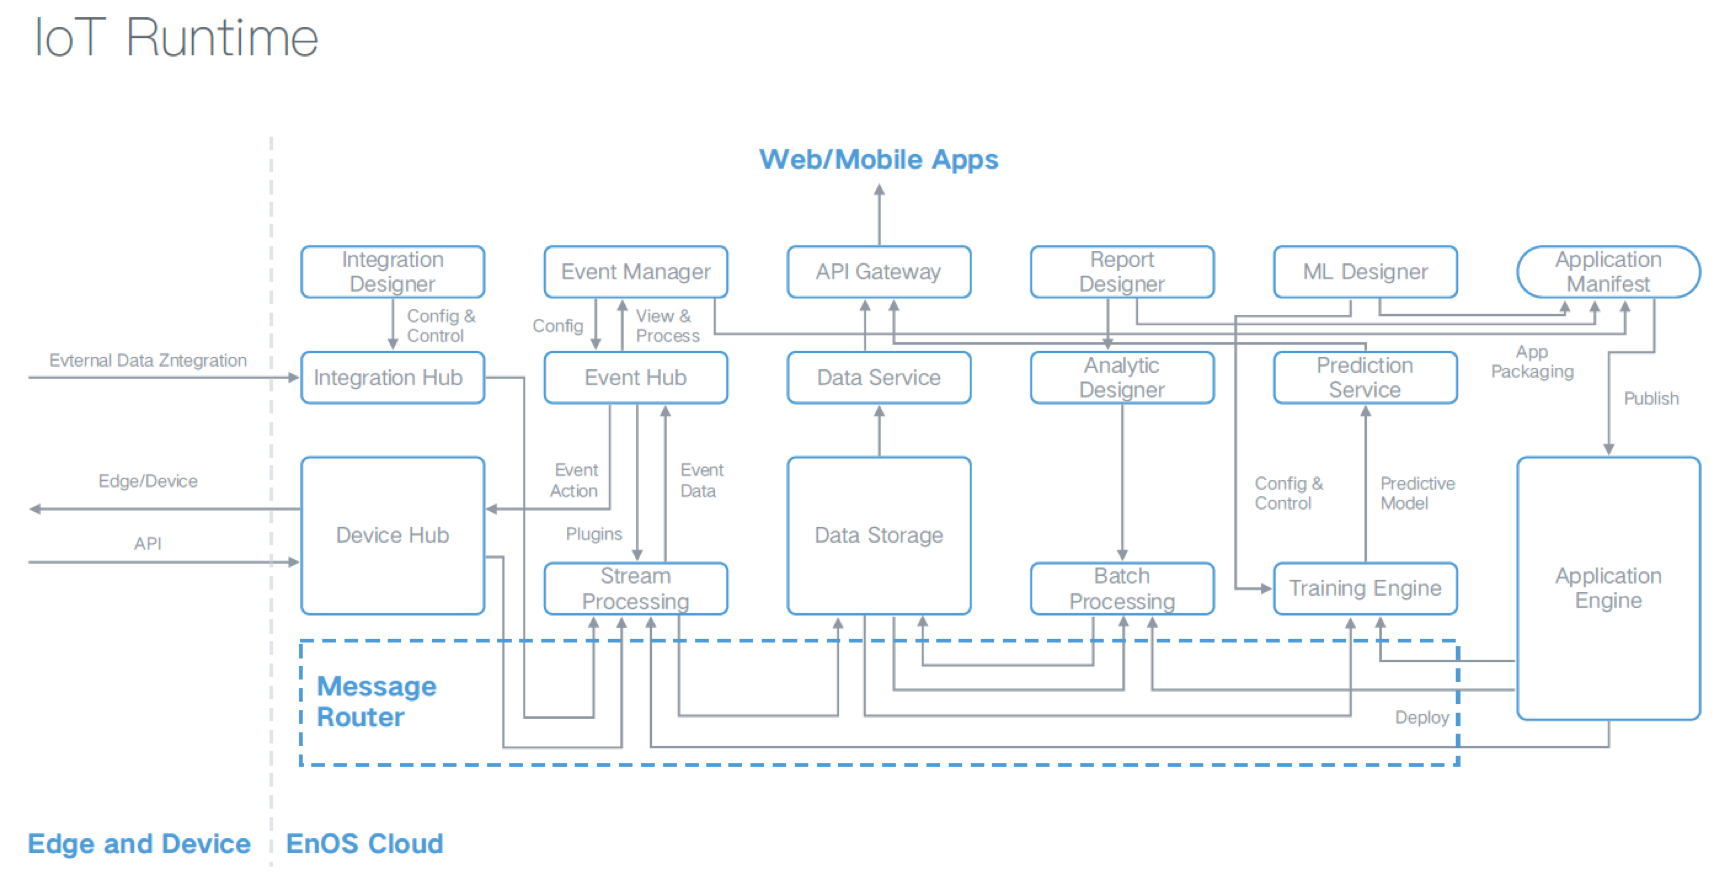 IoT Runtime
Web/Mobile Apps
Integration
Designer
Event Manager
API Gateway
Report
Designer
ML Designer
Application
Manifest
Config &
Control
Config
View &
Process
App
Packaging
Evternal Data Zntegration
Integration Hub
Event Hub
Data Service
Analytic
Designer
Prediction
Service
Publish
Edge/Device
API
Device Hub
Event
Action
Event
Data
Plugins
Data Storage
Config &
Control
Predictive
Model
Stream
Processing
Batch
Processing
Training Engine
Application
Engine
Message
Router
Deploy
Edge and Device
EnOS Cloud